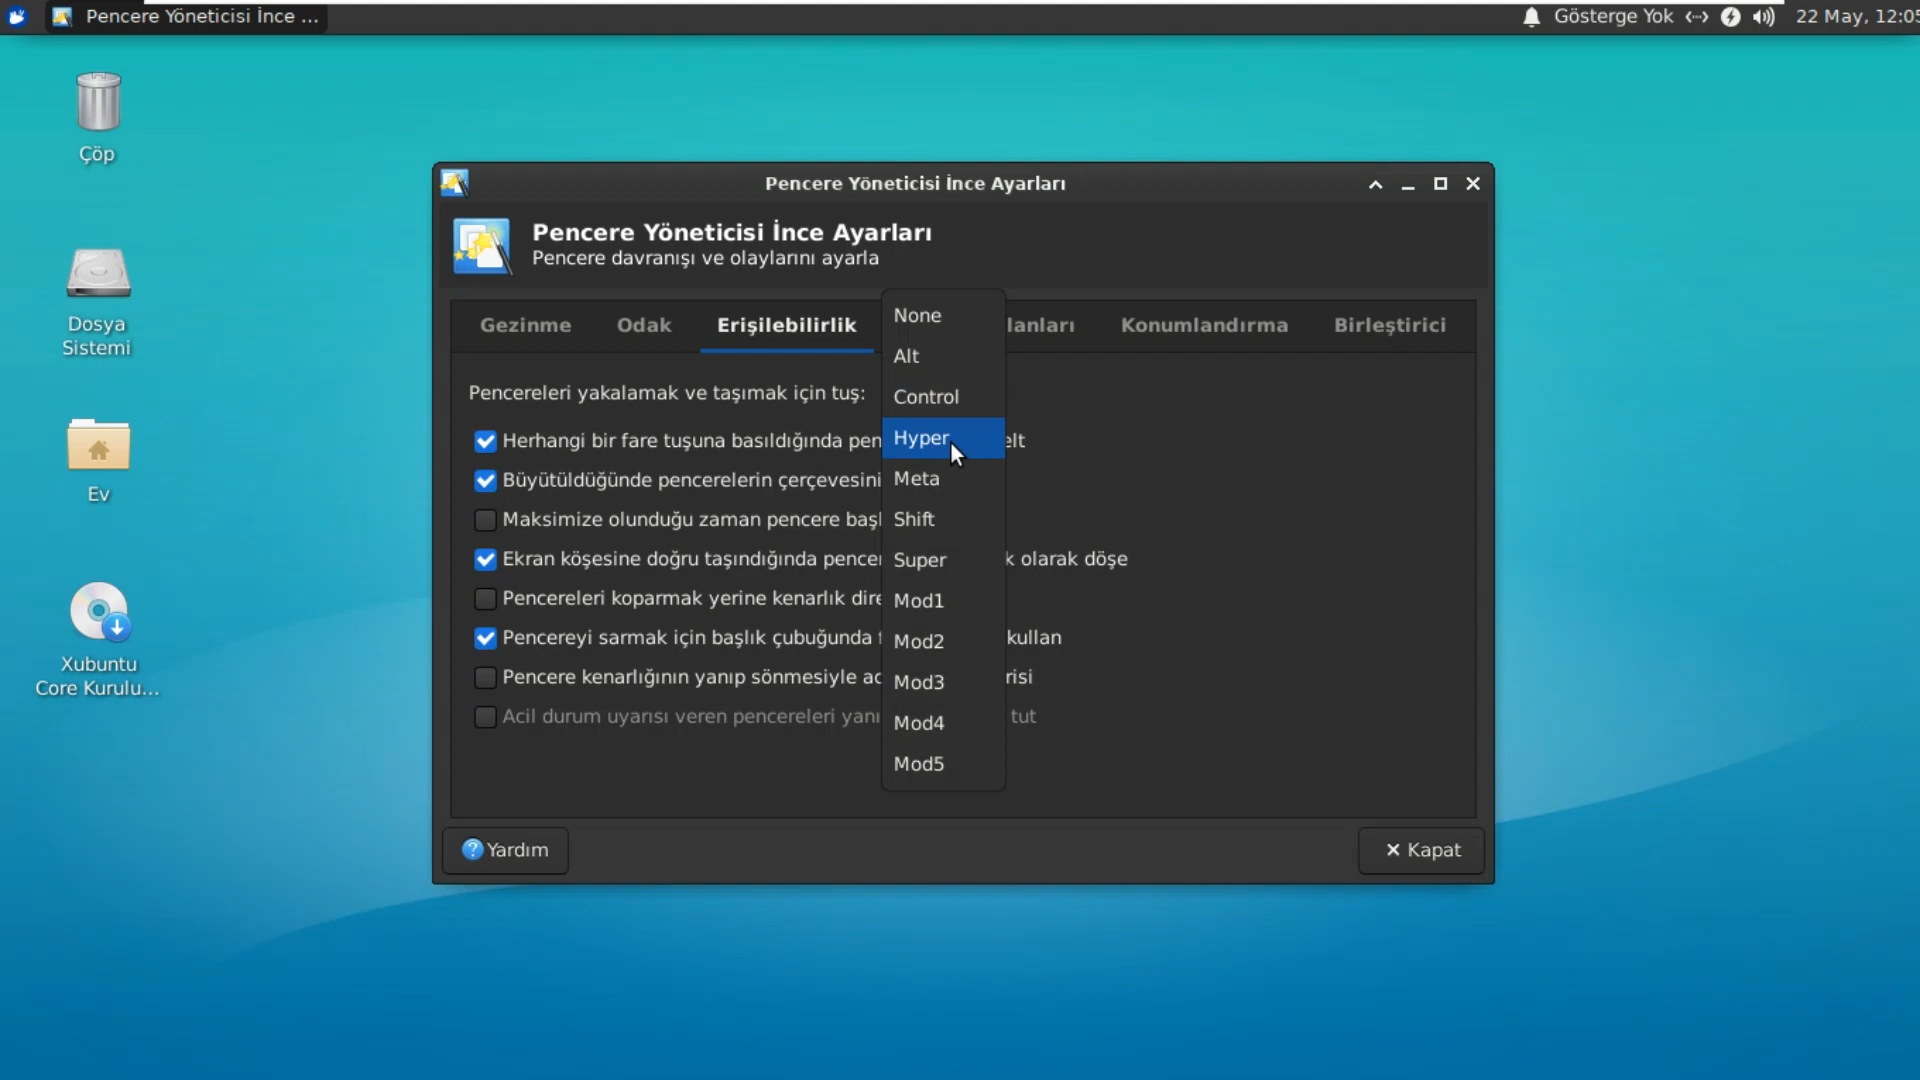 Pencere Yöneticisi İnce ...
Gösterge Yok
22 May, 12:05
Çöp
Dosya
Sistemi
Ev
Xubuntu
Core Kurulu...
Pencere Yöneticisi İnce Ayarları
Pencere Yöneticisi İnce Ayarları
Pencere davranışı ve olaylarını ayarla
Gezinme Odak Erişilebilirlik lanları Konumlandırma Birleştirici
Pencereleri yakalamak ve taşımak için tuş:
Herhangi bir fare tuşuna basıldığında pen elt
Büyütüldüğünde pencerelerin çerçevesini
Maksimize olunduğu zaman pencere baş
Ekran köşesine doğru taşındığında pence k olarak döşe
Pencereleri koparmak yerine kenarlık dire
Pencereyi sarmak için başlık çubuğunda kullan
Pencere kenarlığının yanıp sönmesiyle ac risi
Acil durum uyarısı veren pencereleri yanı tut
None
Alt
Control
Hyper
Meta
Shift
Super
Mod1
Mod2
Mod3
Mod4
Mod5
Yardım
Kapat